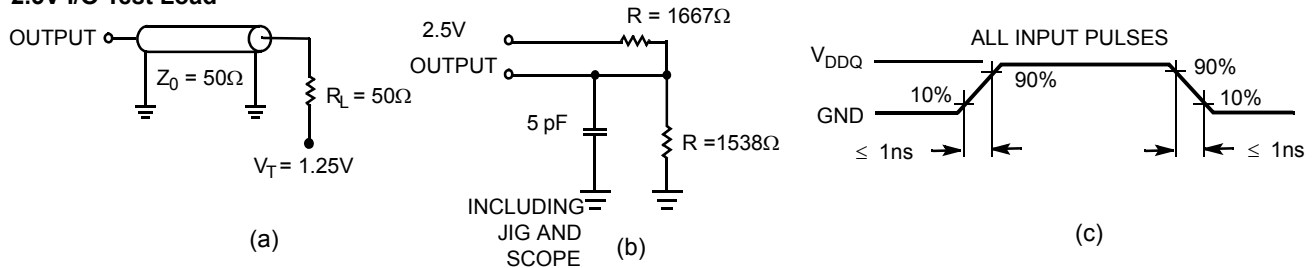 2.5V I/O Test Load
OUTPUT
Z0 = 50Ω
RL = 50Ω
VT = 1.25V
(a)
R = 1667Ω
2.5V
OUTPUT
5 pF
R =1538Ω
INCLUDING
JIG AND
SCOPE
(b)
ALL INPUT PULSES
VDDQ
GND
10%
90%
90%
10%
≤ 1ns
≤ 1ns
(c)